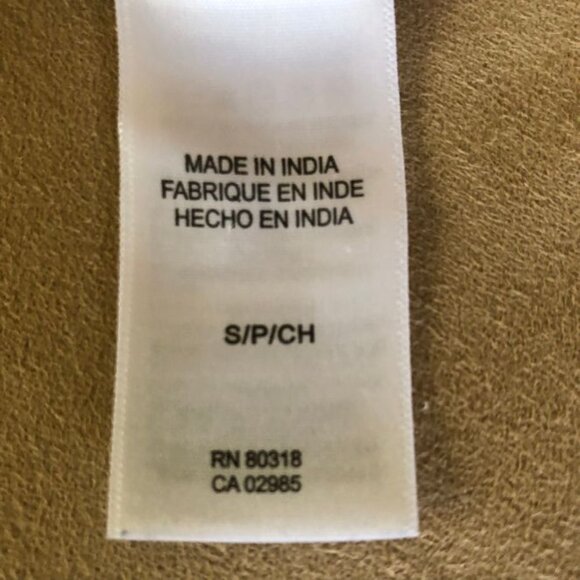 MADE IN INDIA
FABRIQUE EN INDE
HECHO EN INDIA
S/P/CH
RN 80318
CA 02985